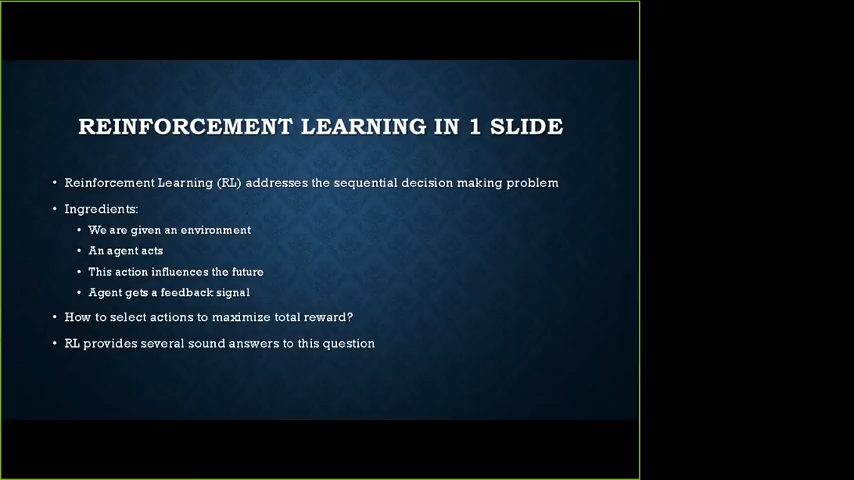 REINFORCEMENT LEARNING IN 1 SLIDE
• Reinforcement Learning (RL) addresses the sequential decision making problem
• Ingredients:
• We are given an environment
• An agent acts
• This action influences the future
• Agent gets a feedback signal
• How to select actions to maximize total reward?
• RL provides several sound answers to this question